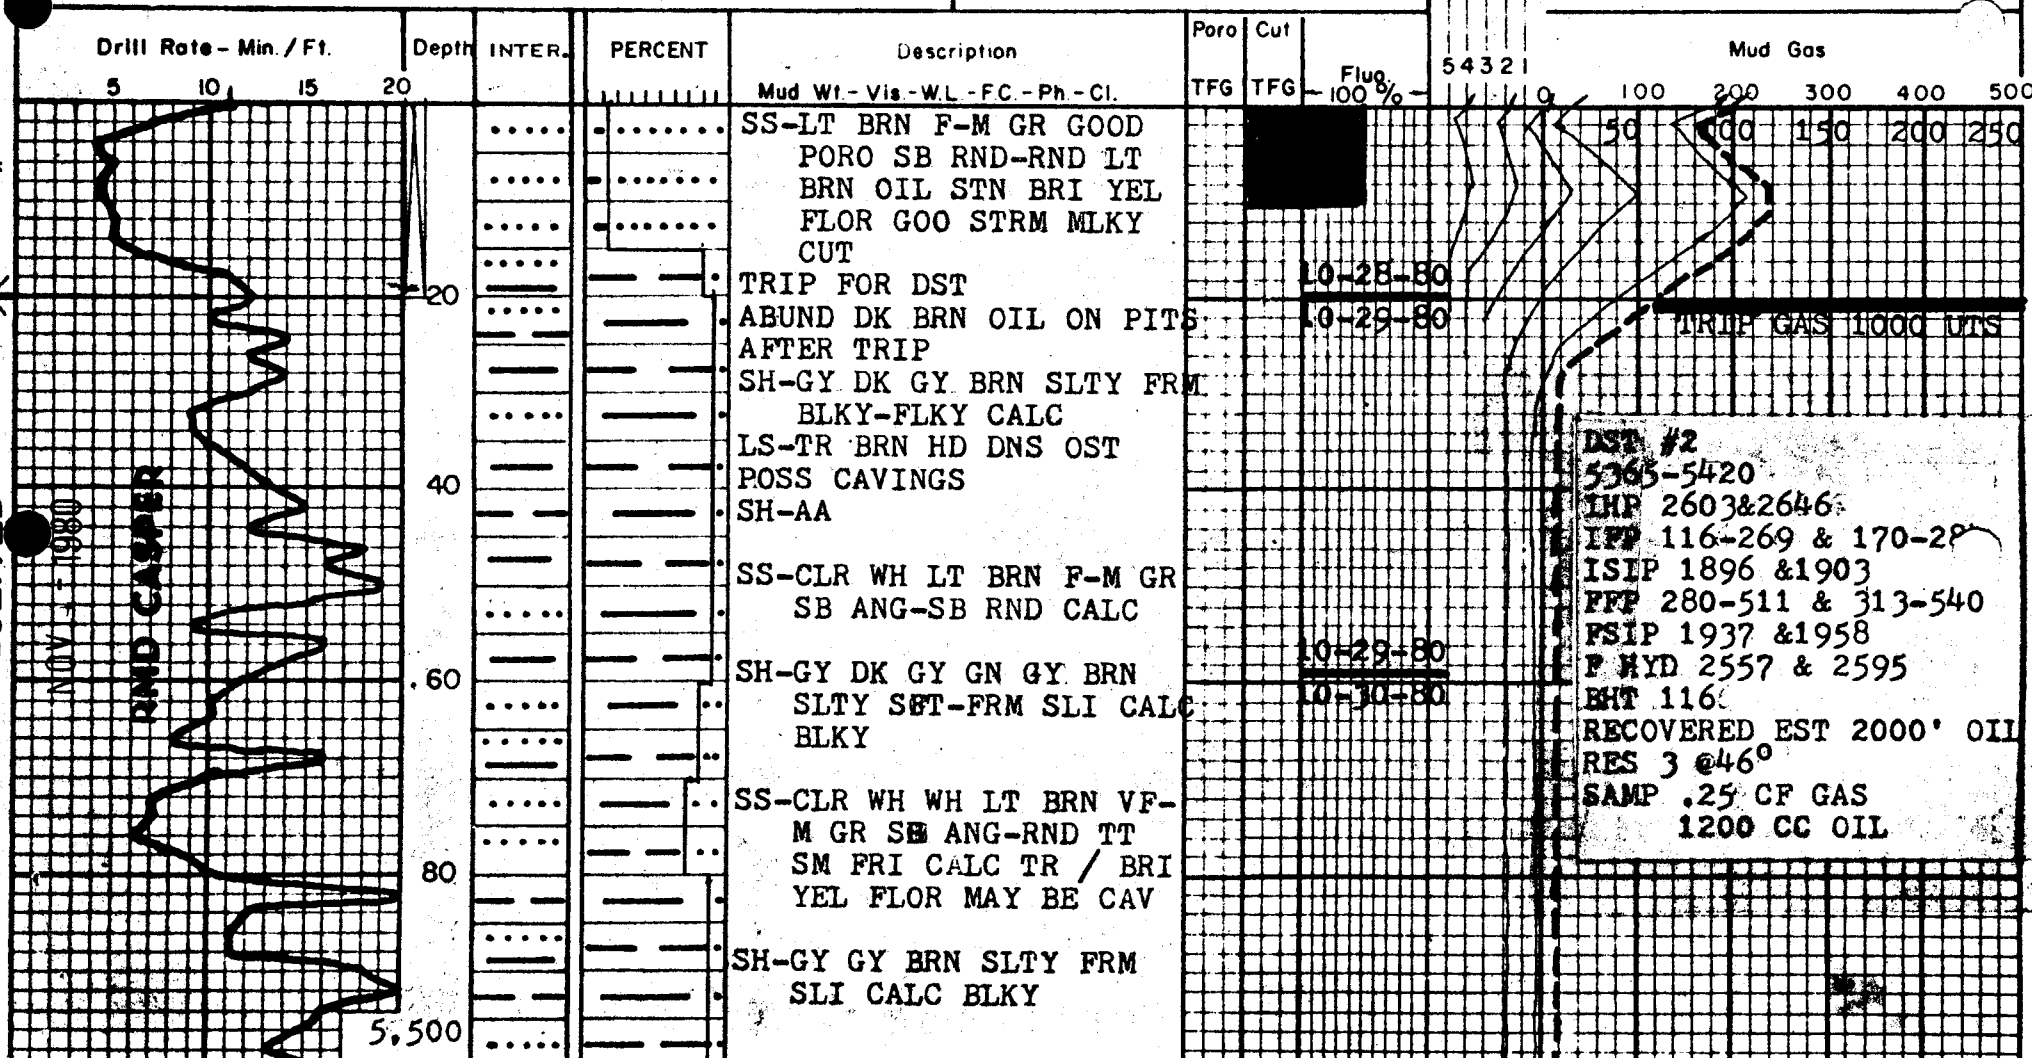 Drill Rate - Min./Ft.
5 10 15 20
Depth
INTER.
PERCENT
Description
Mud Wt. - Vis. - W.L. - F.C. - Ph. - Cl.
Poro
TFG
Cut
TFG
Fluo.
100%
5 4 3 2 1
Mud Gas
0 100 200 300 400 500
50 100 150 200 250
SS-LT BRN F-M GR GOOD
PORO SB RND-RND LT
BRN OIL STN BRI YEL
FLOR GOO STRM MLKY
CUT
TRIP FOR DST
ABUND DK BRN OIL ON PITS
AFTER TRIP
SH-GY DK GY BRN SLTY FRM
BLKY-FLKY CALC
LS-TR BRN HD DNS OST
POSS CAVINGS
SH-AA
SS-CLR WH LT BRN F-M GR
SB ANG-SB RND CALC
SH-GY DK GY GN GY BRN
SLTY SFT-FRM SLI CALC
BLKY
SS-CLR WH WH LT BRN VF-
M GR SB ANG-RND TT
SM FRI CALC TR / BRI
YEL FLOR MAY BE CAV
SH-GY GY BRN SLTY FRM
SLI CALC BLKY
20
40
60
80
5,500
NOV - - 1980
RMD CASPER
10-28-80
10-29-80
10-29-80
10-30-80
TRIP GAS 1000 UTS
DST #2
5365-5420
IHP 2603&2646
IFP 116-269 & 170-28
ISIP 1896 &1903
FFP 280-511 & 313-540
FSIP 1937 &1958
F HYD 2557 & 2595
BHT 116
RECOVERED EST 2000' OIL
RES 3 @46°
SAMP .25 CF GAS
1200 CC OIL